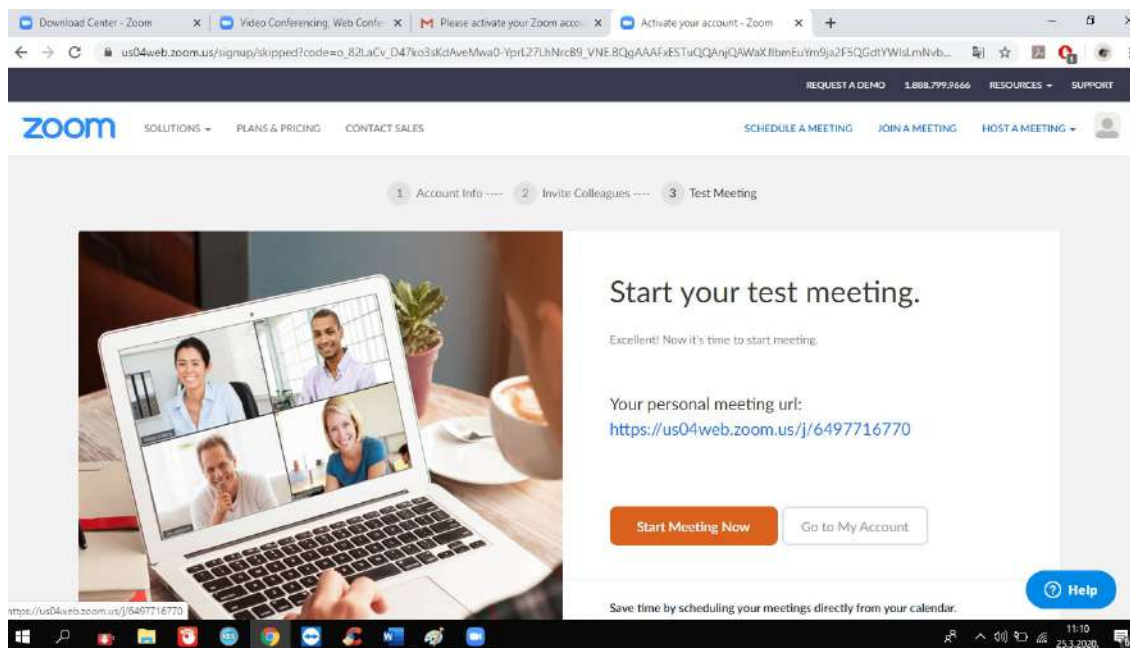 Download Center - Zoom
Video Conferencing, Web Confe
Please activate your Zoom accou
Activate your account - Zoom
REQUEST A DEMO 1.888.799.9666 RESOURCES SUPPORT
zoom SOLUTIONS PLANS & PRICING CONTACT SALES SCHEDULE A MEETING JOIN A MEETING HOST A MEETING
1 Account Info ---- 2 Invite Colleagues ---- 3 Test Meeting
Start your test meeting.
Excellent! Now it's time to start meeting.
Your personal meeting url:
https://us04web.zoom.us/j/6497716770
Start Meeting Now Go to My Account
Help
Save time by scheduling your meetings directly from your calendar.
https://us04web.zoom.us/j/6497716770
11:10
25.3.2020.